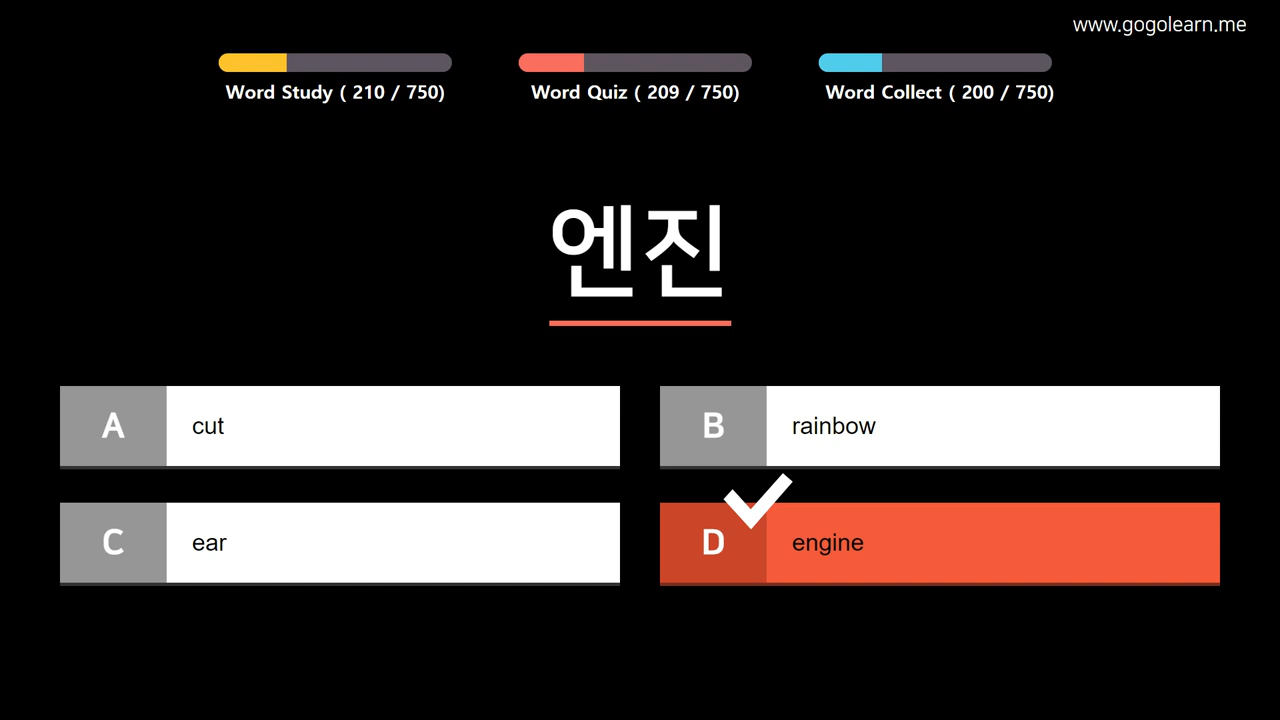 www.gogolearn.me
Word Study ( 210 / 750)
Word Quiz ( 209 / 750)
Word Collect ( 200 / 750)
엔진
A cut
B rainbow
C ear
D engine